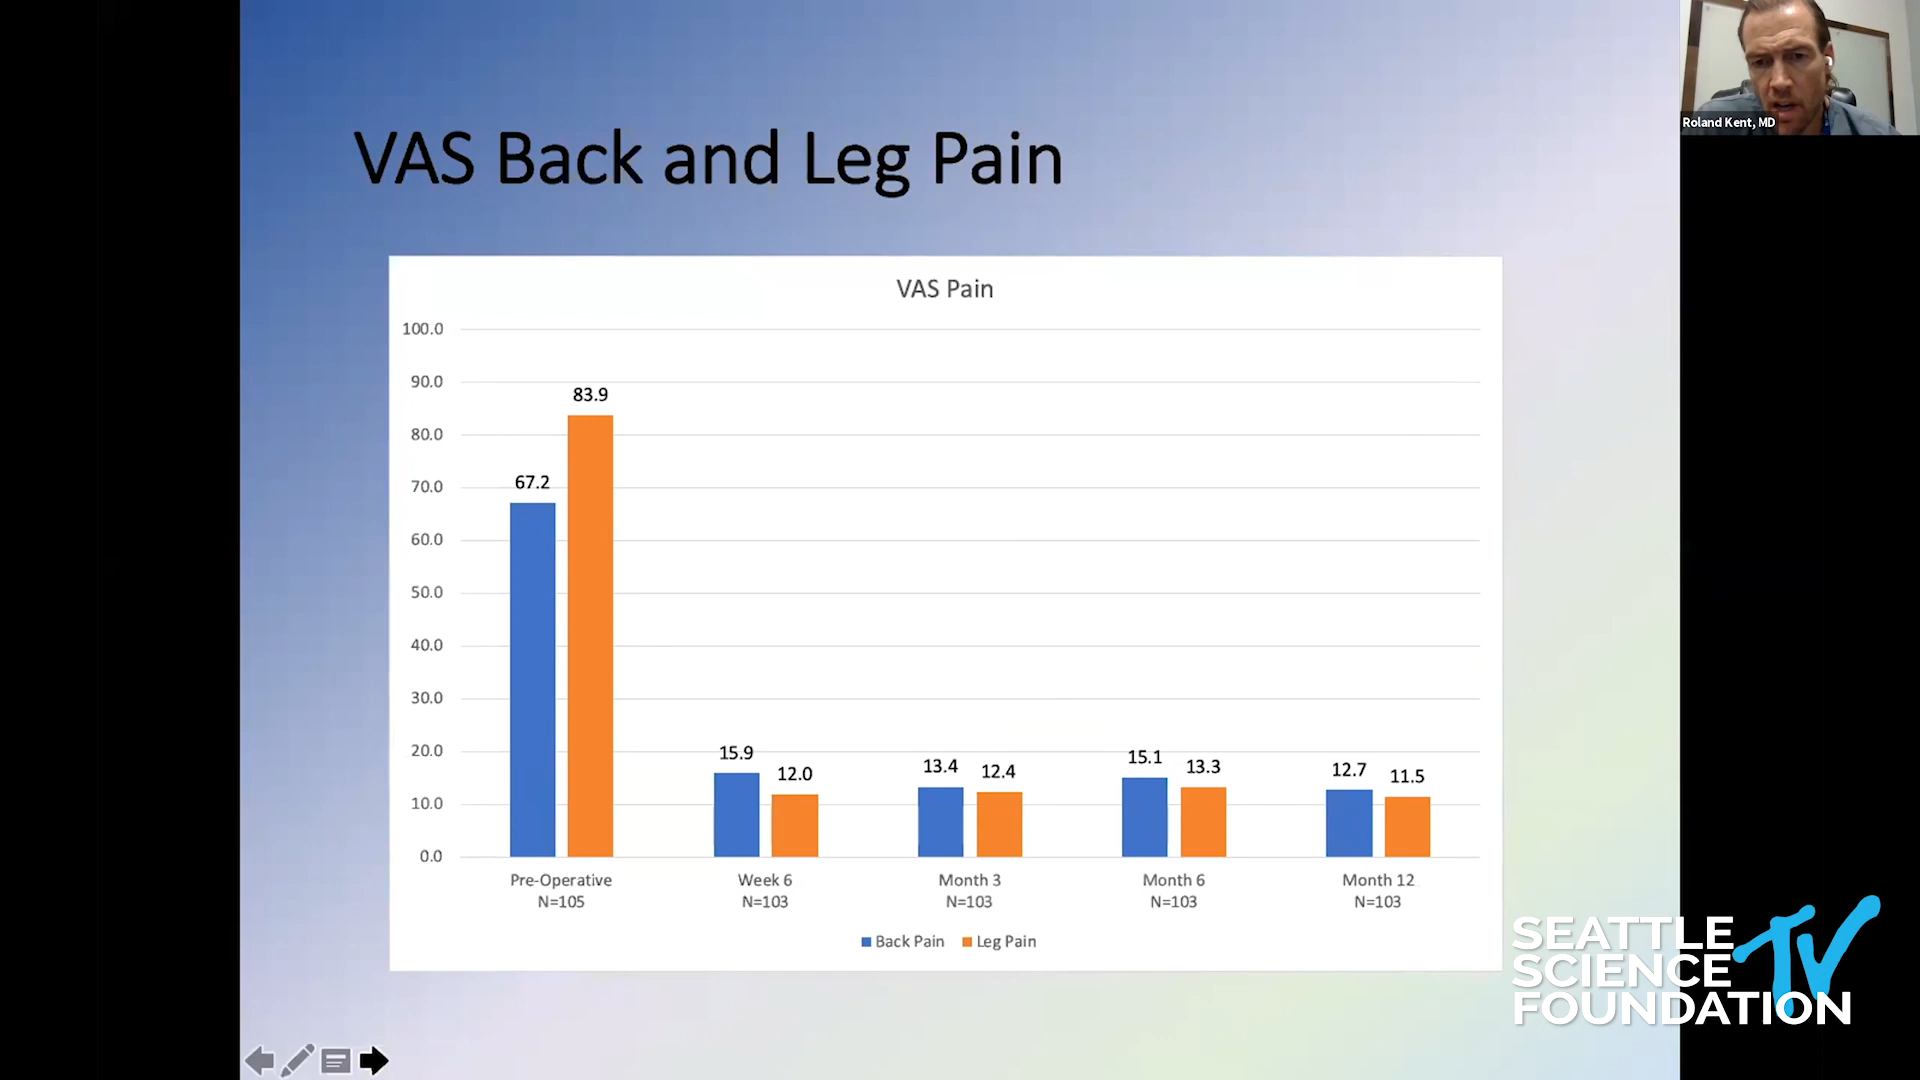 Roland Kent, MD
VAS Back and Leg Pain
VAS Pain
100.0
90.0
80.0
70.0
60.0
50.0
40.0
30.0
20.0
10.0
0.0
67.2
83.9
15.9
12.0
13.4
12.4
15.1
13.3
12.7
11.5
Pre-Operative
N=105
Week 6
N=103
Month 3
N=103
Month 6
N=103
Month 12
N=103
Back Pain
Leg Pain
SEATTLE
SCIENCE
FOUNDATION
TV